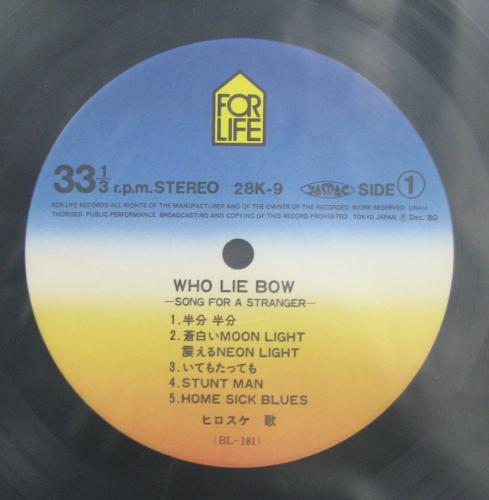 FOR
LIFE
33 1/3 r.p.m. STEREO 28K-9 JASRAC SIDE 1
FOR LIFE RECORDS-ALL RIGHTS OF THE MANUFACTURER AND OF THE OWNER OF THE RECORDED WORK RESERVED. UNAU-
THORISED PUBLIC PERFORMANCE, BROADCASTING AND COPYING OF THIS RECORD PROHIBITED. TOKYO JAPAN Ⓟ Dec.'80
WHO LIE BOW
—SONG FOR A STRANGER—
1.半分 半分
2.蒼白いMOON LIGHT
震えるNEON LIGHT
3.いてもたっても
4.STUNT MAN
5.HOME SICK BLUES
ヒロスケ 歌
(BL-181)